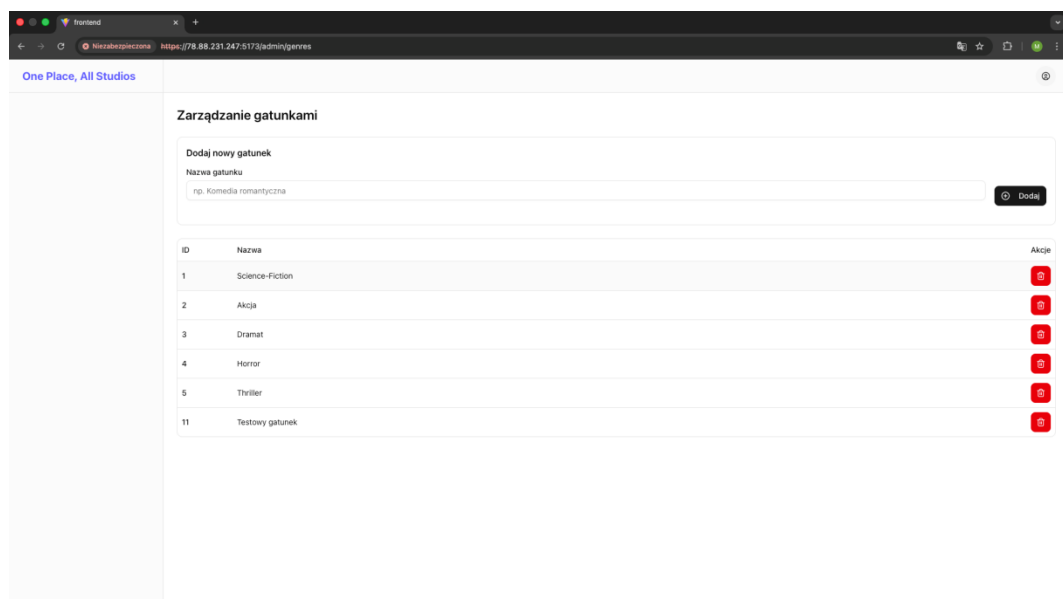 frontend
Niezabezpieczona https://78.88.231.247:5173/admin/genres
M
One Place, All Studios
Zarządzanie gatunkami
Dodaj nowy gatunek
Nazwa gatunku
np. Komedia romantyczna
Dodaj
ID Nazwa Akcje
1 Science-Fiction
2 Akcja
3 Dramat
4 Horror
5 Thriller
11 Testowy gatunek